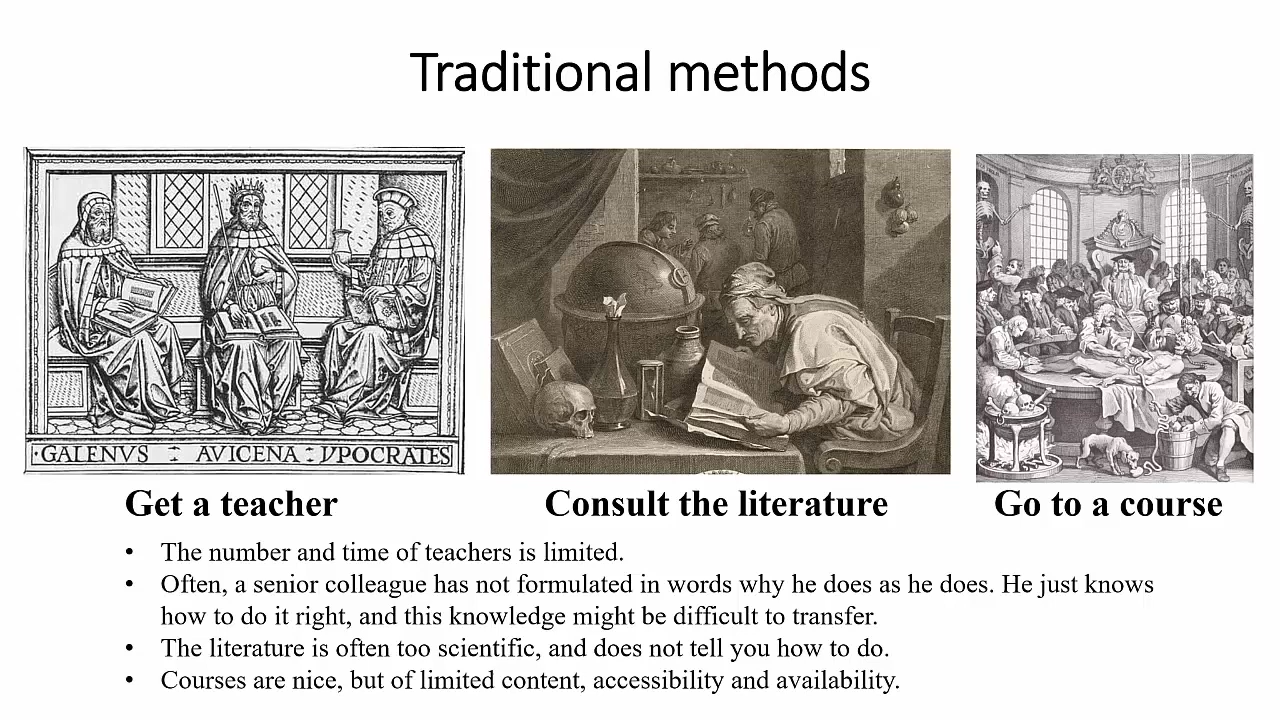 Traditional methods
·GALENVS : AVICENA : VPOCRATES
Get a teacher
Consult the literature
Go to a course
• The number and time of teachers is limited.
• Often, a senior colleague has not formulated in words why he does as he does. He just knows
how to do it right, and this knowledge might be difficult to transfer.
• The literature is often too scientific, and does not tell you how to do.
• Courses are nice, but of limited content, accessibility and availability.